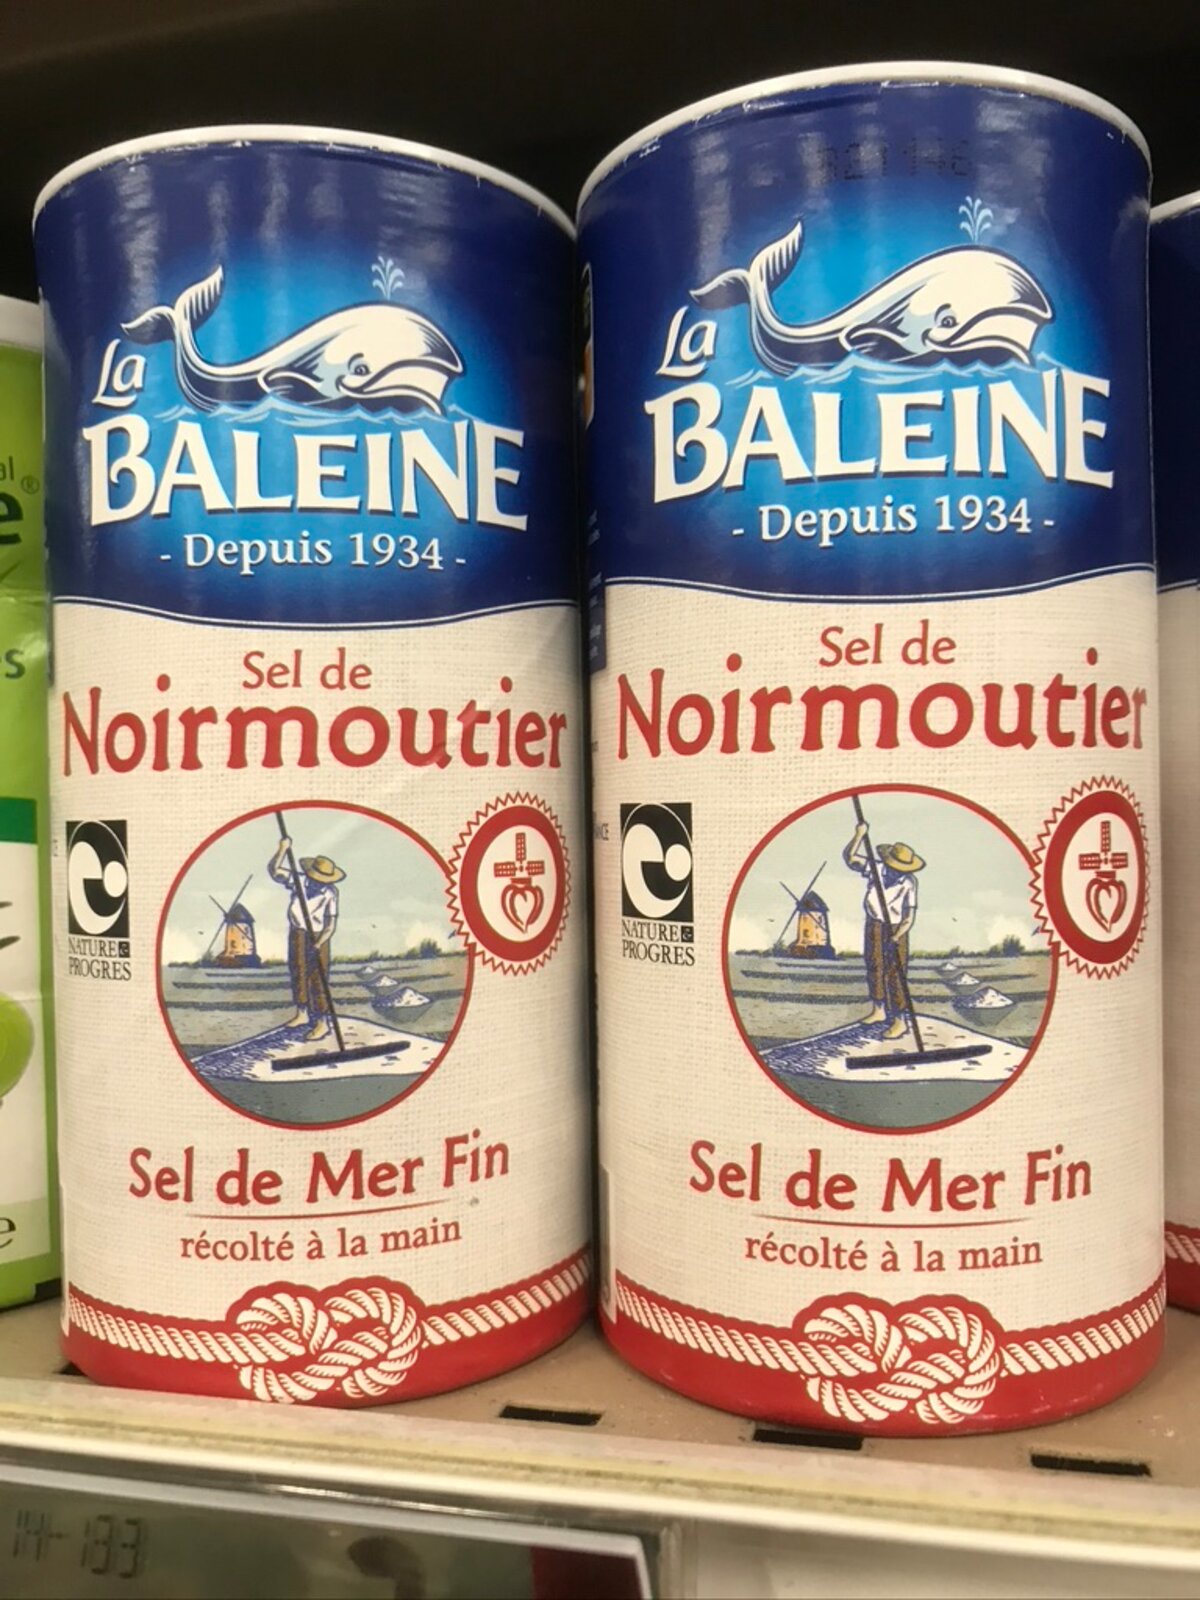 La
BALEINE
- Depuis 1934 -
Sel de
Noirmoutier
NATURE &
PROGRES
Sel de Mer Fin
récolté à la main
La
BALEINE
- Depuis 1934 -
Sel de
Noirmoutier
NATURE &
PROGRES
Sel de Mer Fin
récolté à la main